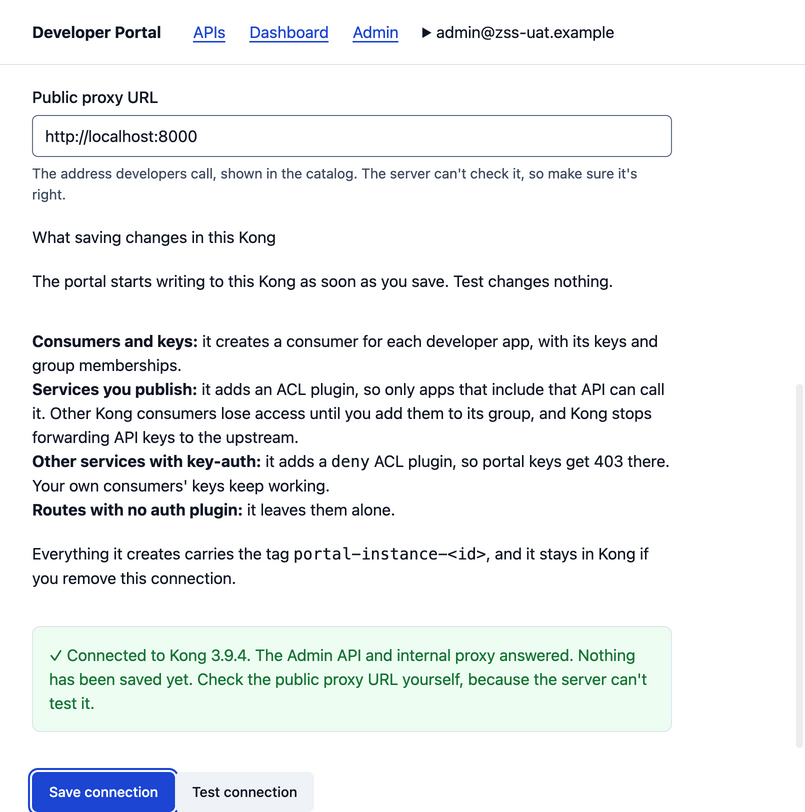 Developer Portal APIs Dashboard Admin ▶ admin@zss-uat.example
Public proxy URL
http://localhost:8000
The address developers call, shown in the catalog. The server can't check it, so make sure it's
right.
What saving changes in this Kong
The portal starts writing to this Kong as soon as you save. Test changes nothing.
Consumers and keys: it creates a consumer for each developer app, with its keys and
group memberships.
Services you publish: it adds an ACL plugin, so only apps that include that API can call
it. Other Kong consumers lose access until you add them to its group, and Kong stops
forwarding API keys to the upstream.
Other services with key-auth: it adds a deny ACL plugin, so portal keys get 403 there.
Your own consumers' keys keep working.
Routes with no auth plugin: it leaves them alone.
Everything it creates carries the tag portal-instance-<id>, and it stays in Kong if
you remove this connection.
✓ Connected to Kong 3.9.4. The Admin API and internal proxy answered. Nothing
has been saved yet. Check the public proxy URL yourself, because the server can't
test it.
Save connection Test connection